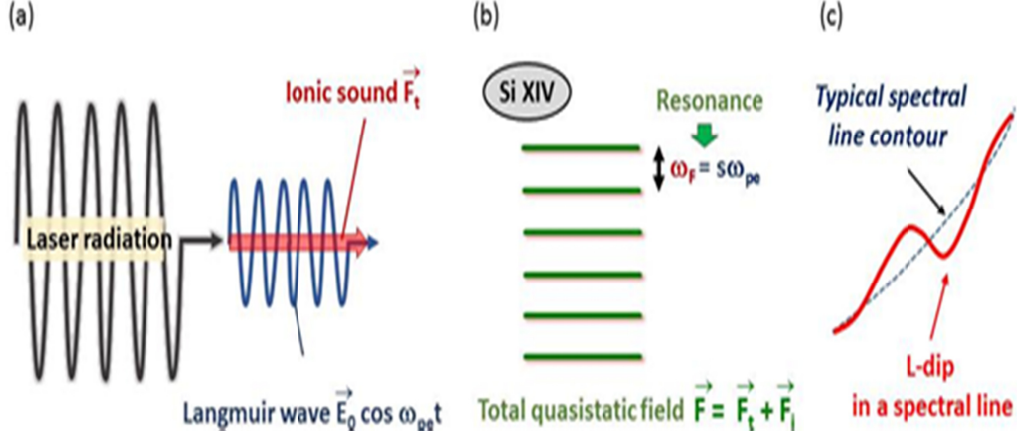 (a)
Ionic sound F⃗ₜ
Laser radiation
Langmuir wave E⃗₀ cos ωₚₑt
(b)
Si XIV
Resonance
ω_F = sωₚₑ
Total quasistatic field F⃗ = F⃗ₜ + F⃗ᵢ
(c)
Typical spectral
line contour
L-dip
in a spectral line